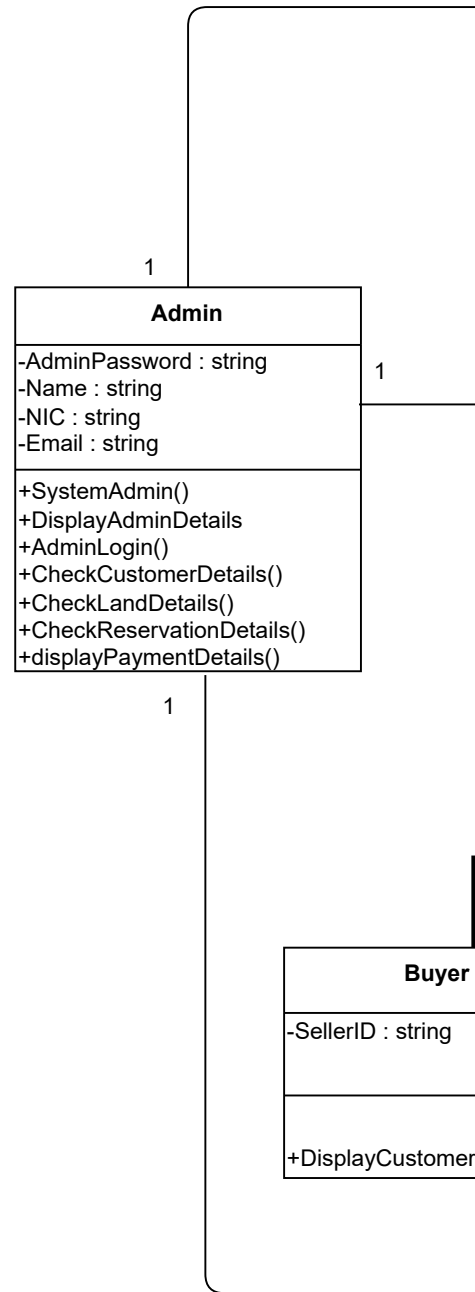 1
Admin
-AdminPassword : string
-Name : string
-NIC : string
-Email : string
1
+SystemAdmin()
+DisplayAdminDetails
+AdminLogin()
+CheckCustomerDetails()
+CheckLandDetails()
+CheckReservationDetails()
+displayPaymentDetails()
1
Buyer
-SellerID : string
+DisplayCustomer